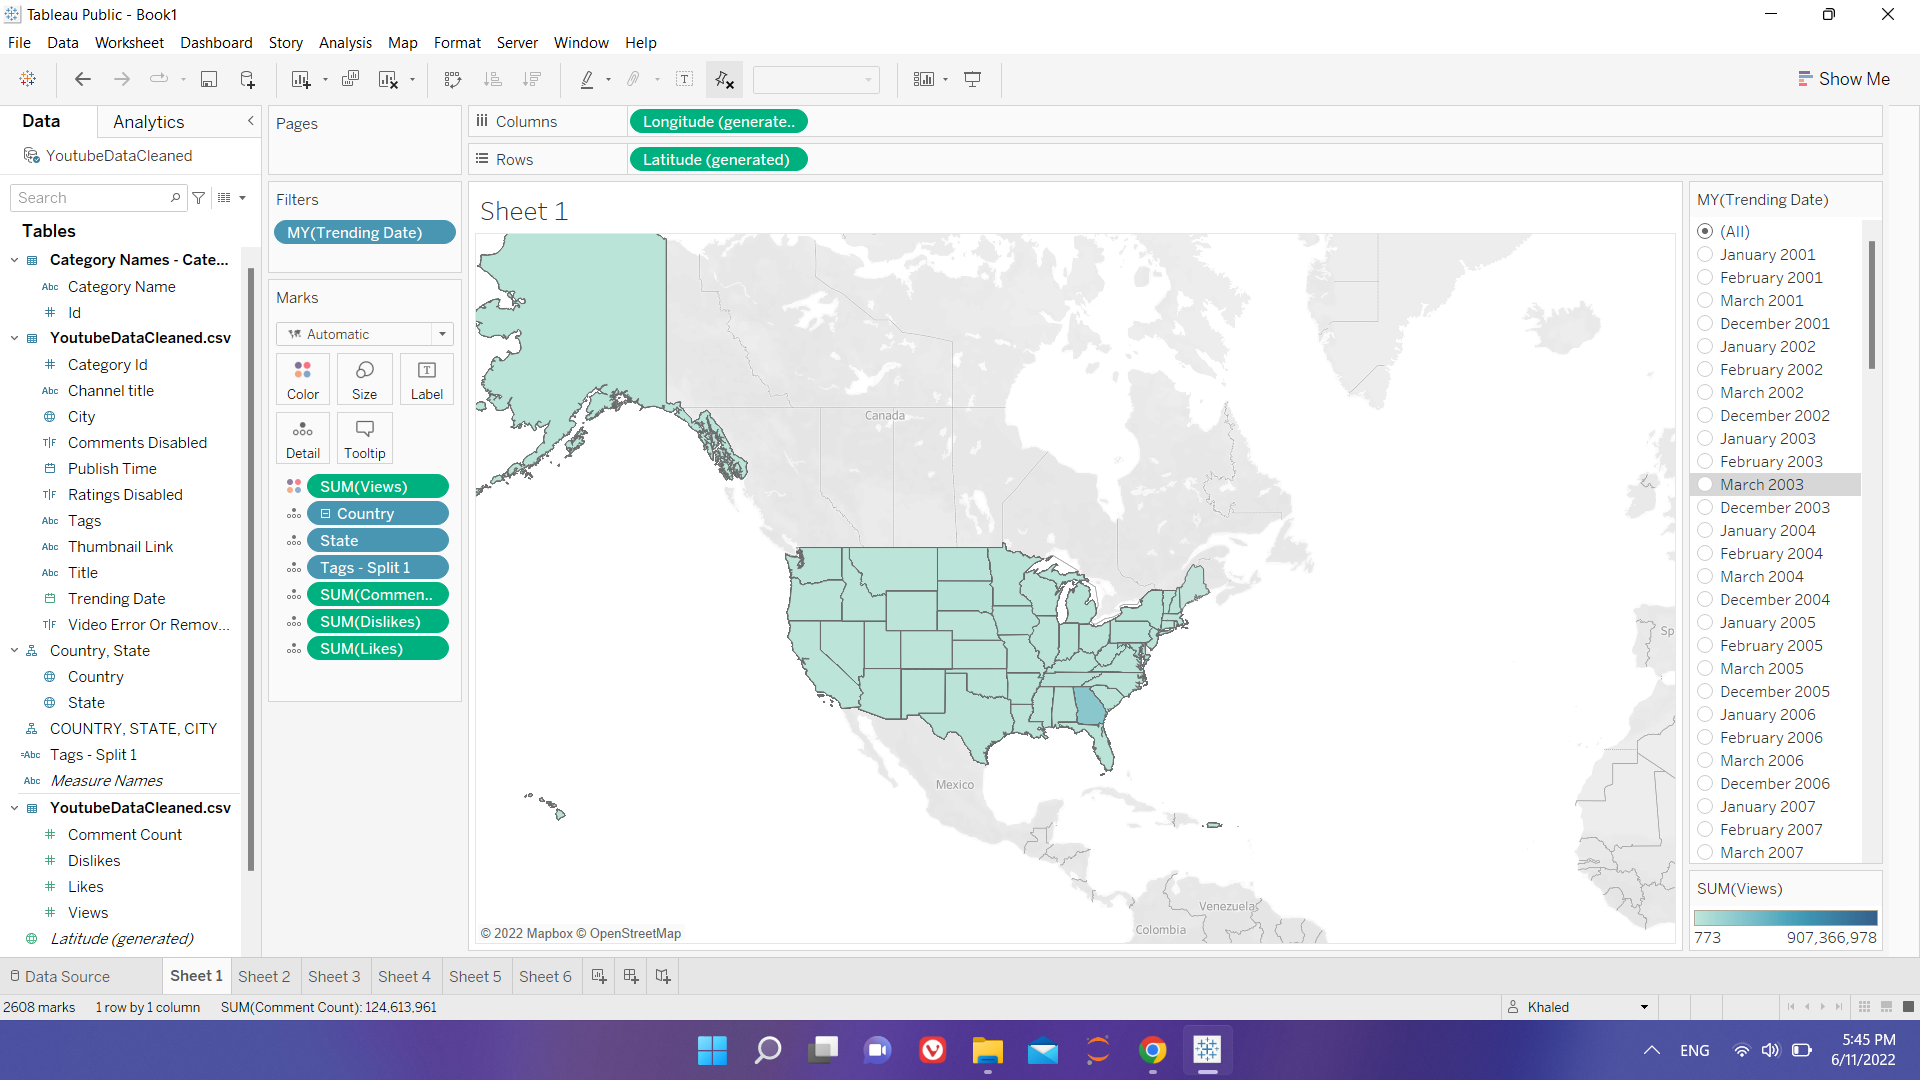 Tableau Public - Book1
File Data Worksheet Dashboard Story Analysis Map Format Server Window Help
Show Me
Data Analytics
YoutubeDataCleaned
Search
Tables
Category Names - Cate...
Abc Category Name
# Id
YoutubeDataCleaned.csv
# Category Id
Abc Channel title
City
T|F Comments Disabled
Publish Time
T|F Ratings Disabled
Abc Tags
Abc Thumbnail Link
Abc Title
Trending Date
T|F Video Error Or Remov...
Country, State
Country
State
COUNTRY, STATE, CITY
=Abc Tags - Split 1
Abc Measure Names
YoutubeDataCleaned.csv
# Comment Count
# Dislikes
# Likes
# Views
Latitude (generated)
Pages
Filters
MY(Trending Date)
Marks
Automatic
Color Size Label
Detail Tooltip
SUM(Views)
Country
State
Tags - Split 1
SUM(Commen..
SUM(Dislikes)
SUM(Likes)
Columns Longitude (generate..
Rows Latitude (generated)
Sheet 1
Canada
Mexico
Venezuela
Colombia
Sp
© 2022 Mapbox © OpenStreetMap
MY(Trending Date)
(All)
January 2001
February 2001
March 2001
December 2001
January 2002
February 2002
March 2002
December 2002
January 2003
February 2003
March 2003
December 2003
January 2004
February 2004
March 2004
December 2004
January 2005
February 2005
March 2005
December 2005
January 2006
February 2006
March 2006
December 2006
January 2007
February 2007
March 2007
SUM(Views)
773 907,366,978
Data Source Sheet 1 Sheet 2 Sheet 3 Sheet 4 Sheet 5 Sheet 6
2608 marks 1 row by 1 column SUM(Comment Count): 124,613,961
Khaled
ENG
5:45 PM
6/11/2022